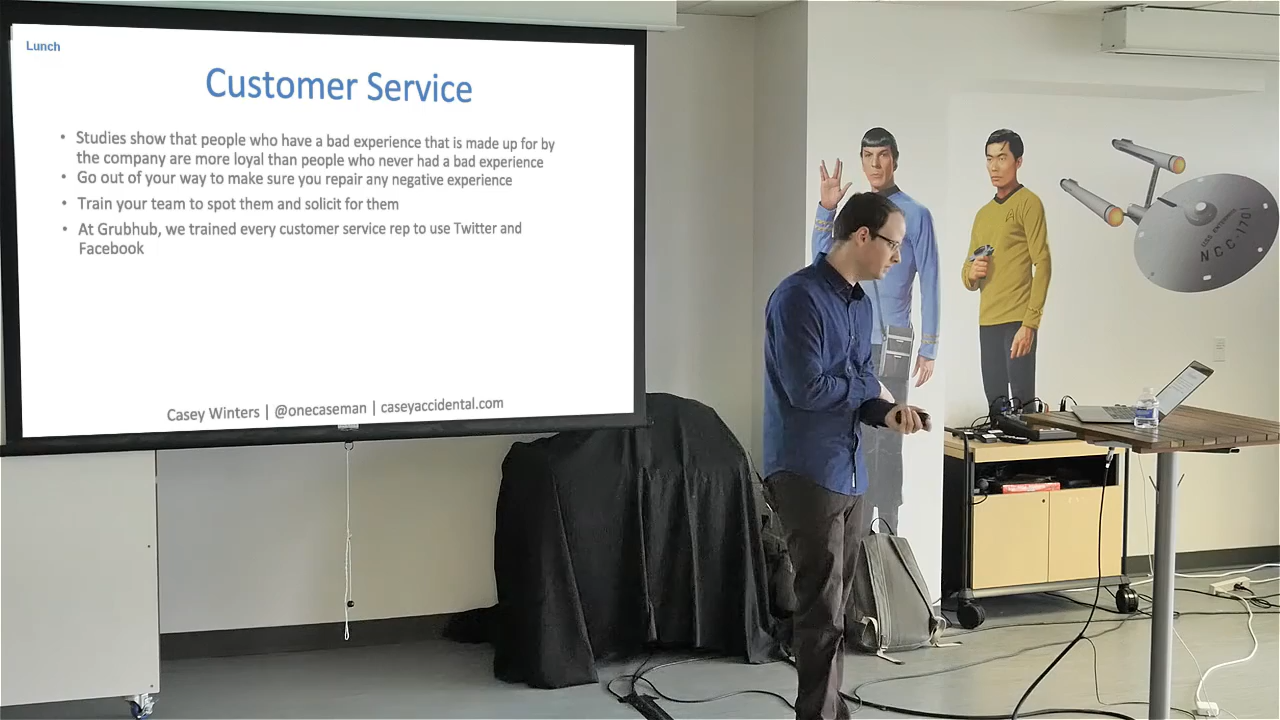 Lunch
Customer Service
• Studies show that people who have a bad experience that is made up for by
the company are more loyal than people who never had a bad experience
• Go out of your way to make sure you repair any negative experience
• Train your team to spot them and solicit for them
• At Grubhub, we trained every customer service rep to use Twitter and
Facebook
Casey Winters | @onecaseman | caseyaccidental.com
USS ENTERPRISE
NCC-1701